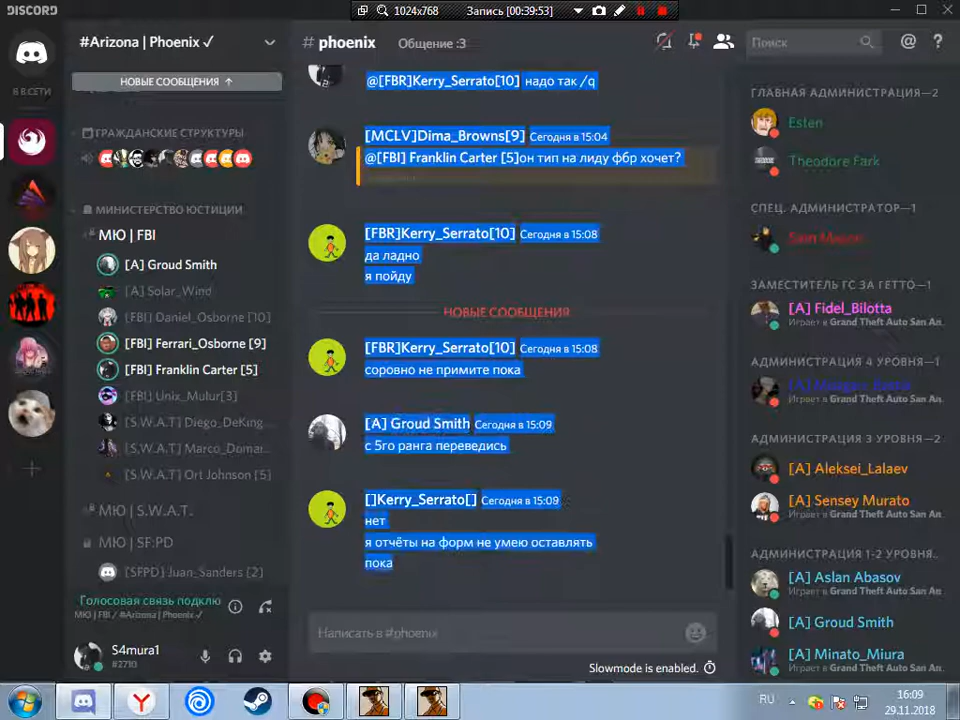 DISCORD
1024x768
Запись [00:39:53]
#Arizona | Phoenix ✓
# phoenix
Общение :3
Поиск
8 В СЕТИ
НОВЫЕ СООБЩЕНИЯ ↑
ГРАЖДАНСКИЕ СТРУКТУРЫ
МИНИСТЕРСТВО ЮСТИЦИИ
МЮ | FBI
[A] Groud Smith
[A] Solar_Wind
[FBI] Daniel_Osborne [10]
[FBI] Ferrari_Osborne [9]
[FBI] Franklin Carter [5]
[FBI] Unix_Mulur[3]
[S.W.A.T] Diego_DeKing...
[S.W.A.T] Marco_Domar...
[S.W.A.T] Ort Johnson [5]
МЮ | S.W.A.T.
МЮ | SF.PD
[SFPD] Juan_Sanders [2]
Голосовая связь подклю
МЮ | FBI / #Arizona | Phoenix ✓
S4mura1
#2710
@[FBR]Kerry_Serrato[10] надо так /q
[MCLV]Dima_Browns[9] Сегодня в 15:04
@[FBI] Franklin Carter [5]он тип на лиду фбр хочет?
[FBR]Kerry_Serrato[10] Сегодня в 15:08
да ладно
я пойду
НОВЫЕ СООБЩЕНИЯ
[FBR]Kerry_Serrato[10] Сегодня в 15:08
соровно не примите пока
[A] Groud Smith Сегодня в 15:09
с 5го ранга переведись
[]Kerry_Serrato[] Сегодня в 15:09
нет
я отчёты на форм не умею оставлять
пока
Написать в #phoenix
Slowmode is enabled.
ГЛАВНАЯ АДМИНИСТРАЦИЯ—2
Esten
Theodore Fark
СПЕЦ. АДМИНИСТРАТОР—1
Sam Mason
ЗАМЕСТИТЕЛЬ ГС ЗА ГЕТТО—1
[A] Fidel_Bilotta
Играет в Grand Theft Auto San An...
АДМИНИСТРАЦИЯ 4 УРОВНЯ—1
Играет в Grand Theft Auto San An...
АДМИНИСТРАЦИЯ 3 УРОВНЯ—2
[A] Aleksei_Lalaev
[A] Sensey Murato
Играет в Grand Theft Auto San An...
АДМИНИСТРАЦИЯ 1-2 УРОВНЯ...
[A] Aslan Abasov
Играет в Grand Theft Auto San An...
[A] Groud Smith
[A] Minato_Miura
Играет в Grand Theft Auto San An...
RU
16:09
29.11.2018